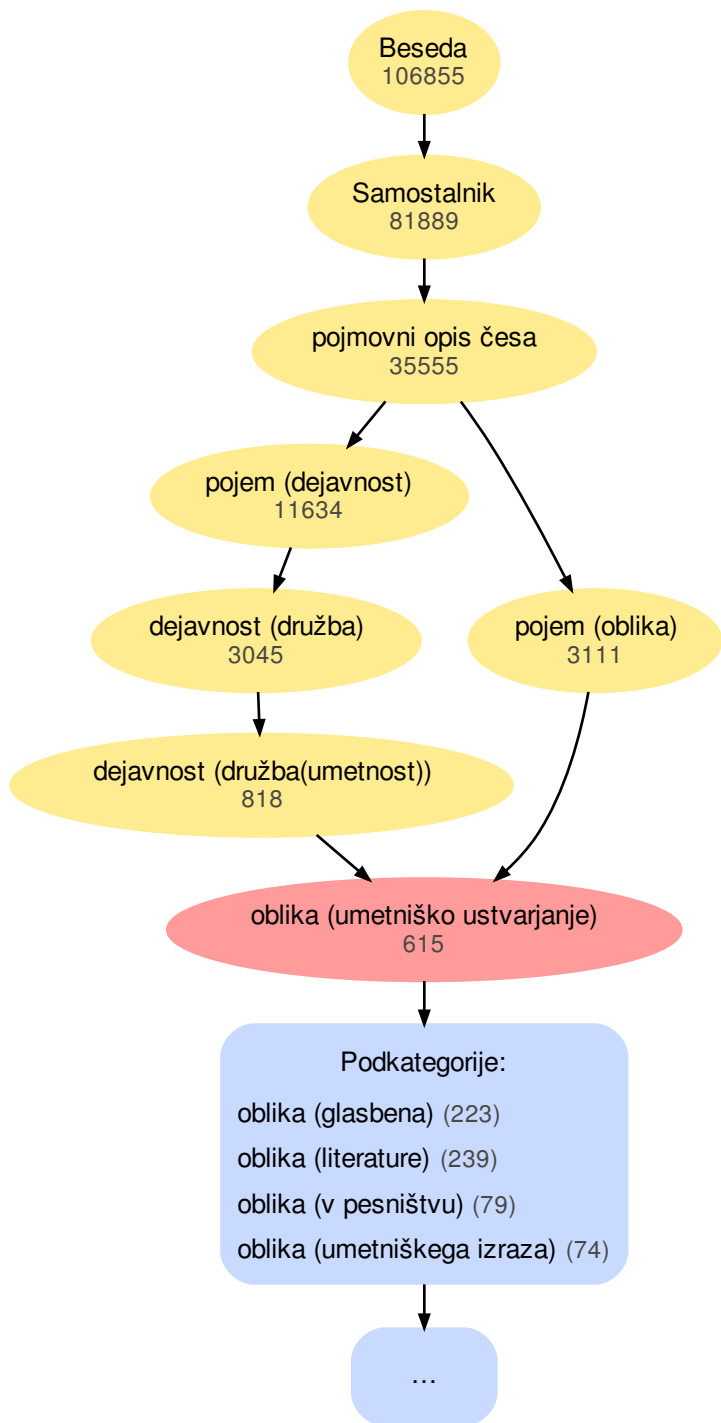 Beseda
106855
Samostalnik
81889
pojmovni opis česa
35555
pojem (dejavnost)
11634
dejavnost (družba)
3045
pojem (oblika)
3111
dejavnost (družba(umetnost))
818
oblika (umetniško ustvarjanje)
615
Podkategorije:
oblika (glasbena) (223)
oblika (literature) (239)
oblika (v pesništvu) (79)
oblika (umetniškega izraza) (74)
...